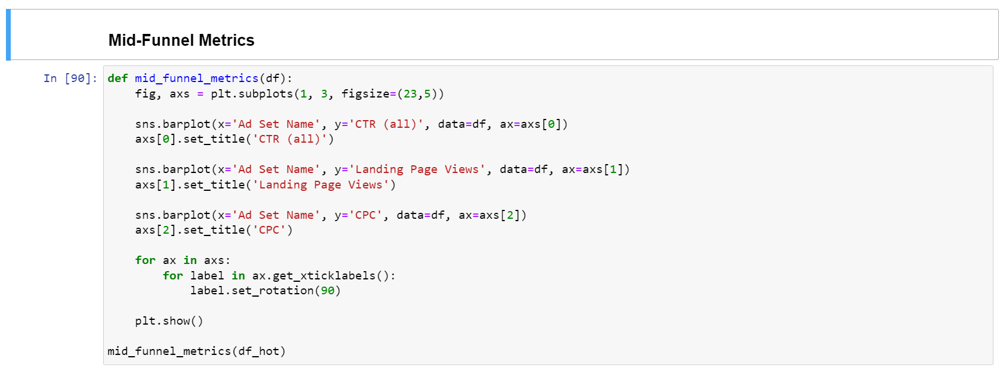 Mid-Funnel Metrics
In [90]:
def mid_funnel_metrics(df):
    fig, axs = plt.subplots(1, 3, figsize=(23,5))

    sns.barplot(x='Ad Set Name', y='CTR (all)', data=df, ax=axs[0])
    axs[0].set_title('CTR (all)')

    sns.barplot(x='Ad Set Name', y='Landing Page Views', data=df, ax=axs[1])
    axs[1].set_title('Landing Page Views')

    sns.barplot(x='Ad Set Name', y='CPC', data=df, ax=axs[2])
    axs[2].set_title('CPC')

    for ax in axs:
        for label in ax.get_xticklabels():
            label.set_rotation(90)

    plt.show()

mid_funnel_metrics(df_hot)